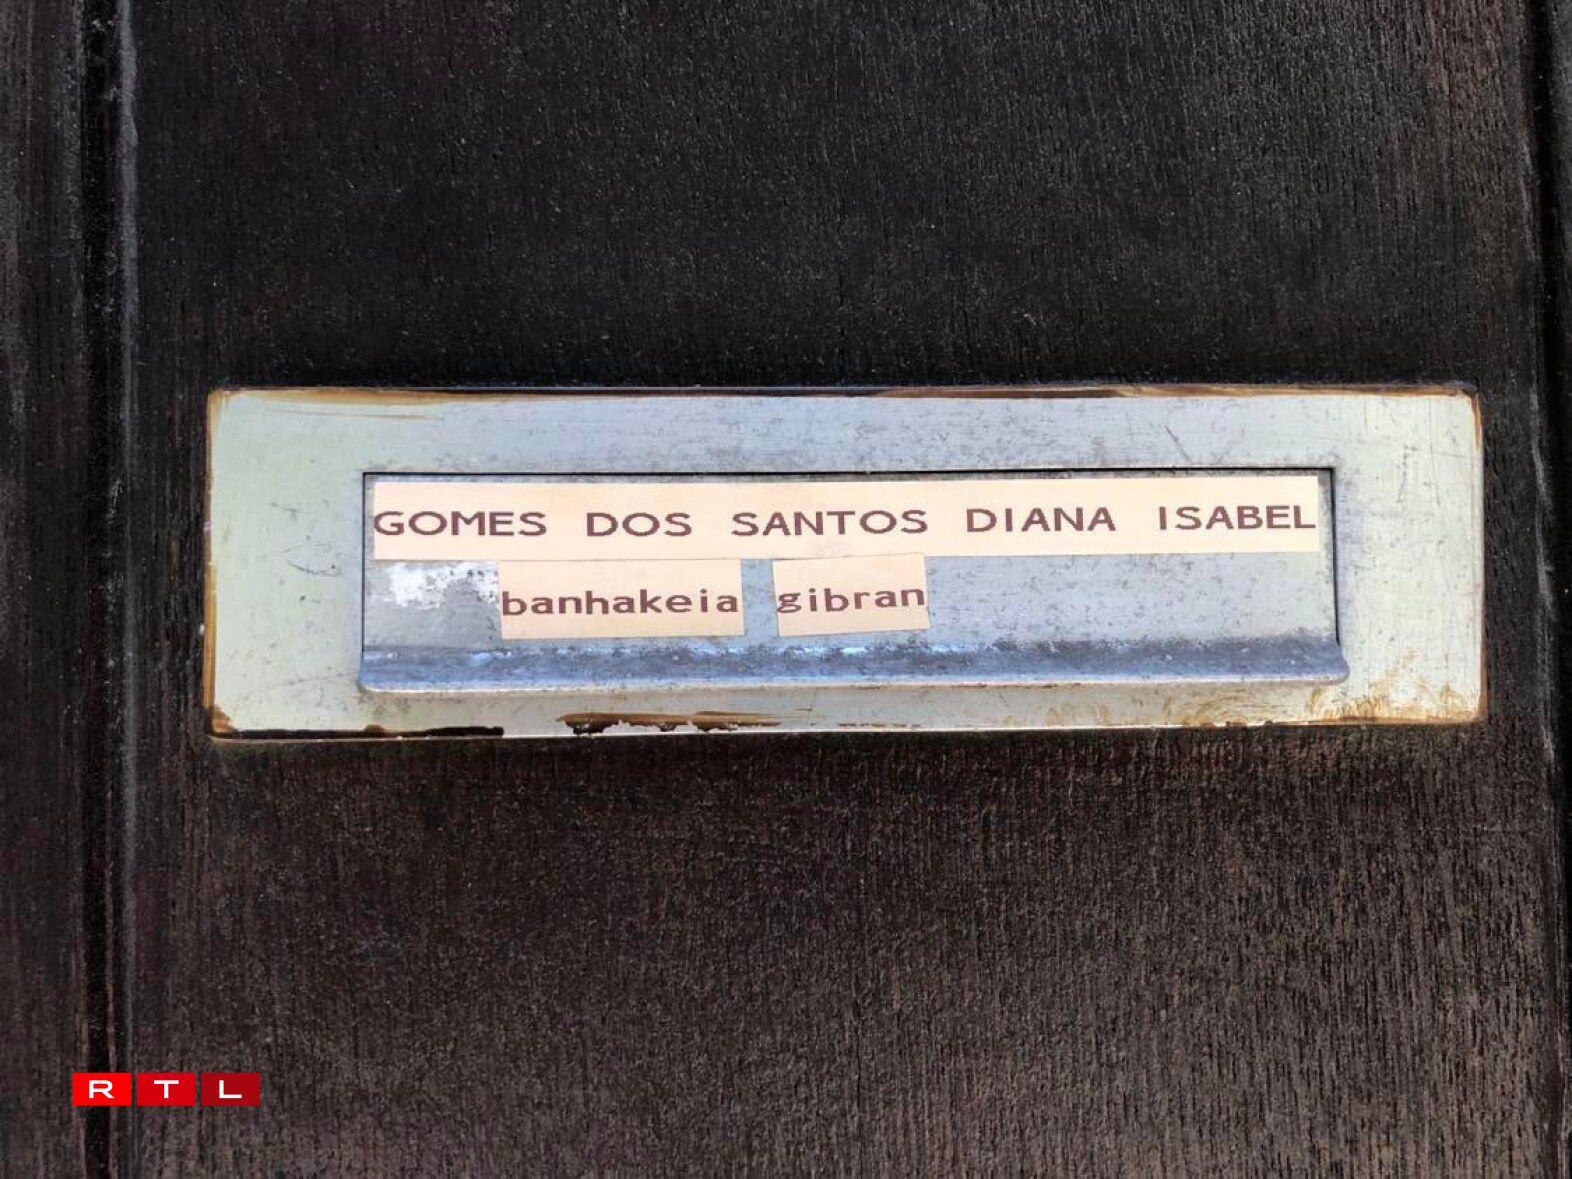 GOMES DOS SANTOS DIANA ISABEL
banhakeia gibran
RTL